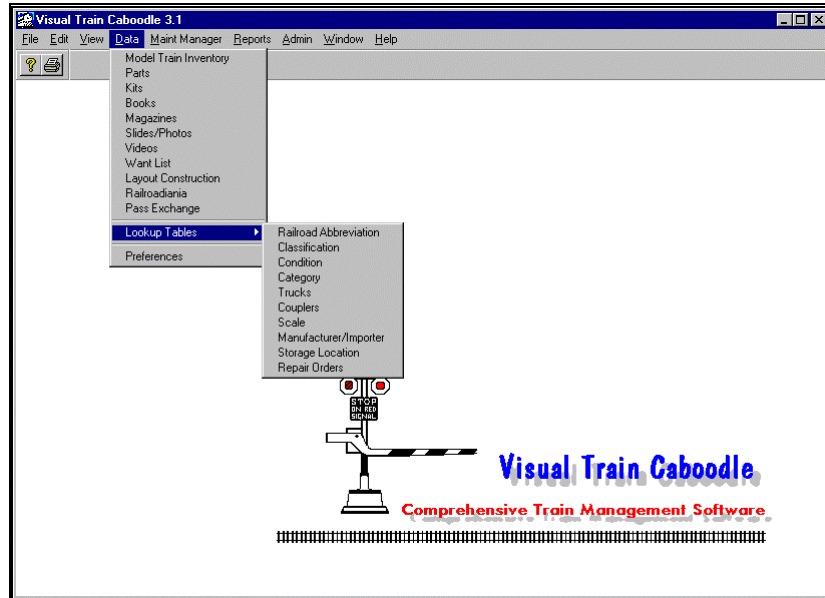 Visual Train Caboodle 3.1
File Edit View Data Maint Manager Reports Admin Window Help
Model Train Inventory
Parts
Kits
Books
Magazines
Slides/Photos
Videos
Want List
Layout Construction
Railroadiania
Pass Exchange
Lookup Tables
Preferences
Railroad Abbreviation
Classification
Condition
Category
Trucks
Couplers
Scale
Manufacturer/Importer
Storage Location
Repair Orders
STOP
ON RED
SIGNAL
Visual Train Caboodle
Comprehensive Train Management Software